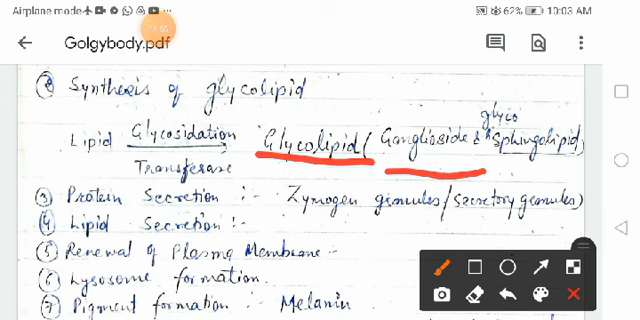 Airplane mode 62% 10:03 AM
Golgybody.pdf
② Synthesis of glycolipid
glyco
Lipid Glycosidation Glycolipid (Ganglioside & Sphingolipid)
Transferase
③ Protein Secretion :- Zymogen granules/Secretory granules)
④ Lipid Secretion :-
⑤ Renewal of Plasma Membrane-
⑥ Lysosome formation.
⑦ Pigment formation :- Melanin